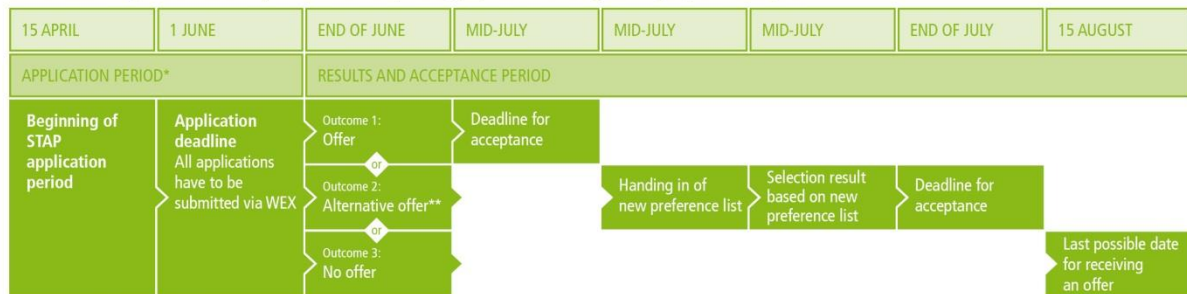 15 APRIL
1 JUNE
END OF JUNE
MID-JULY
MID-JULY
MID-JULY
END OF JULY
15 AUGUST
APPLICATION PERIOD*
RESULTS AND ACCEPTANCE PERIOD
Beginning of
STAP
application
period
Application
deadline
All applications
have to be
submitted via WEX
Outcome 1:
Offer
Deadline for
acceptance
or
Outcome 2:
Alternative offer**
Handing in of
new preference list
Selection result
based on new
preference list
Deadline for
acceptance
or
Outcome 3:
No offer
Last possible date
for receiving
an offer